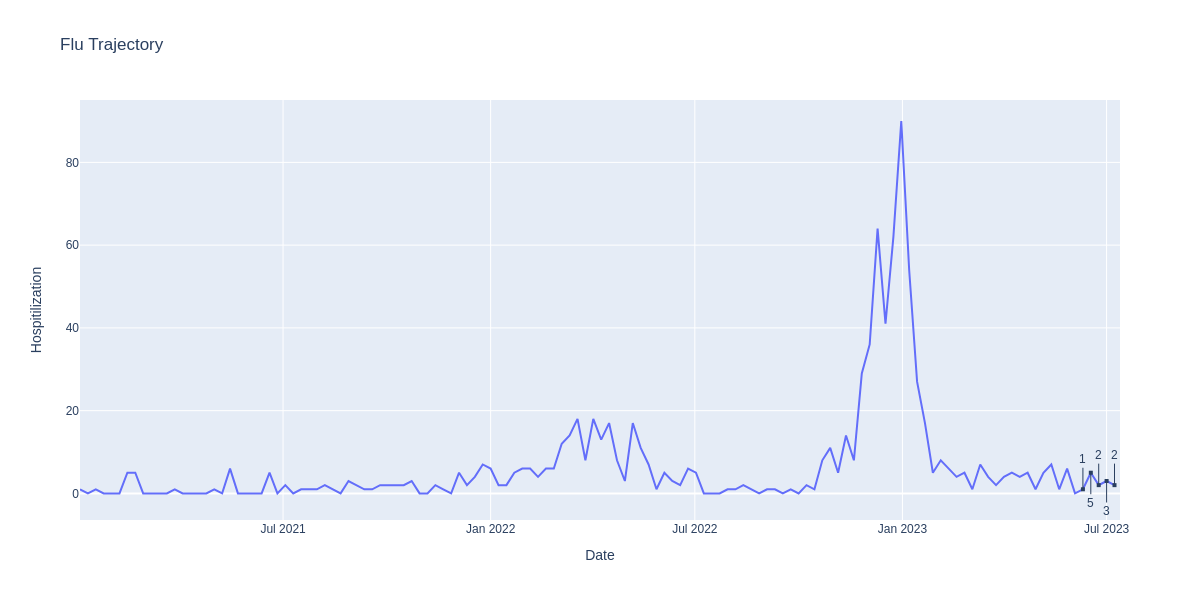 Flu Trajectory
Hospitilization
80
60
40
20
0
1
2
2
5
3
Jul 2021
Jan 2022
Jul 2022
Jan 2023
Jul 2023
Date